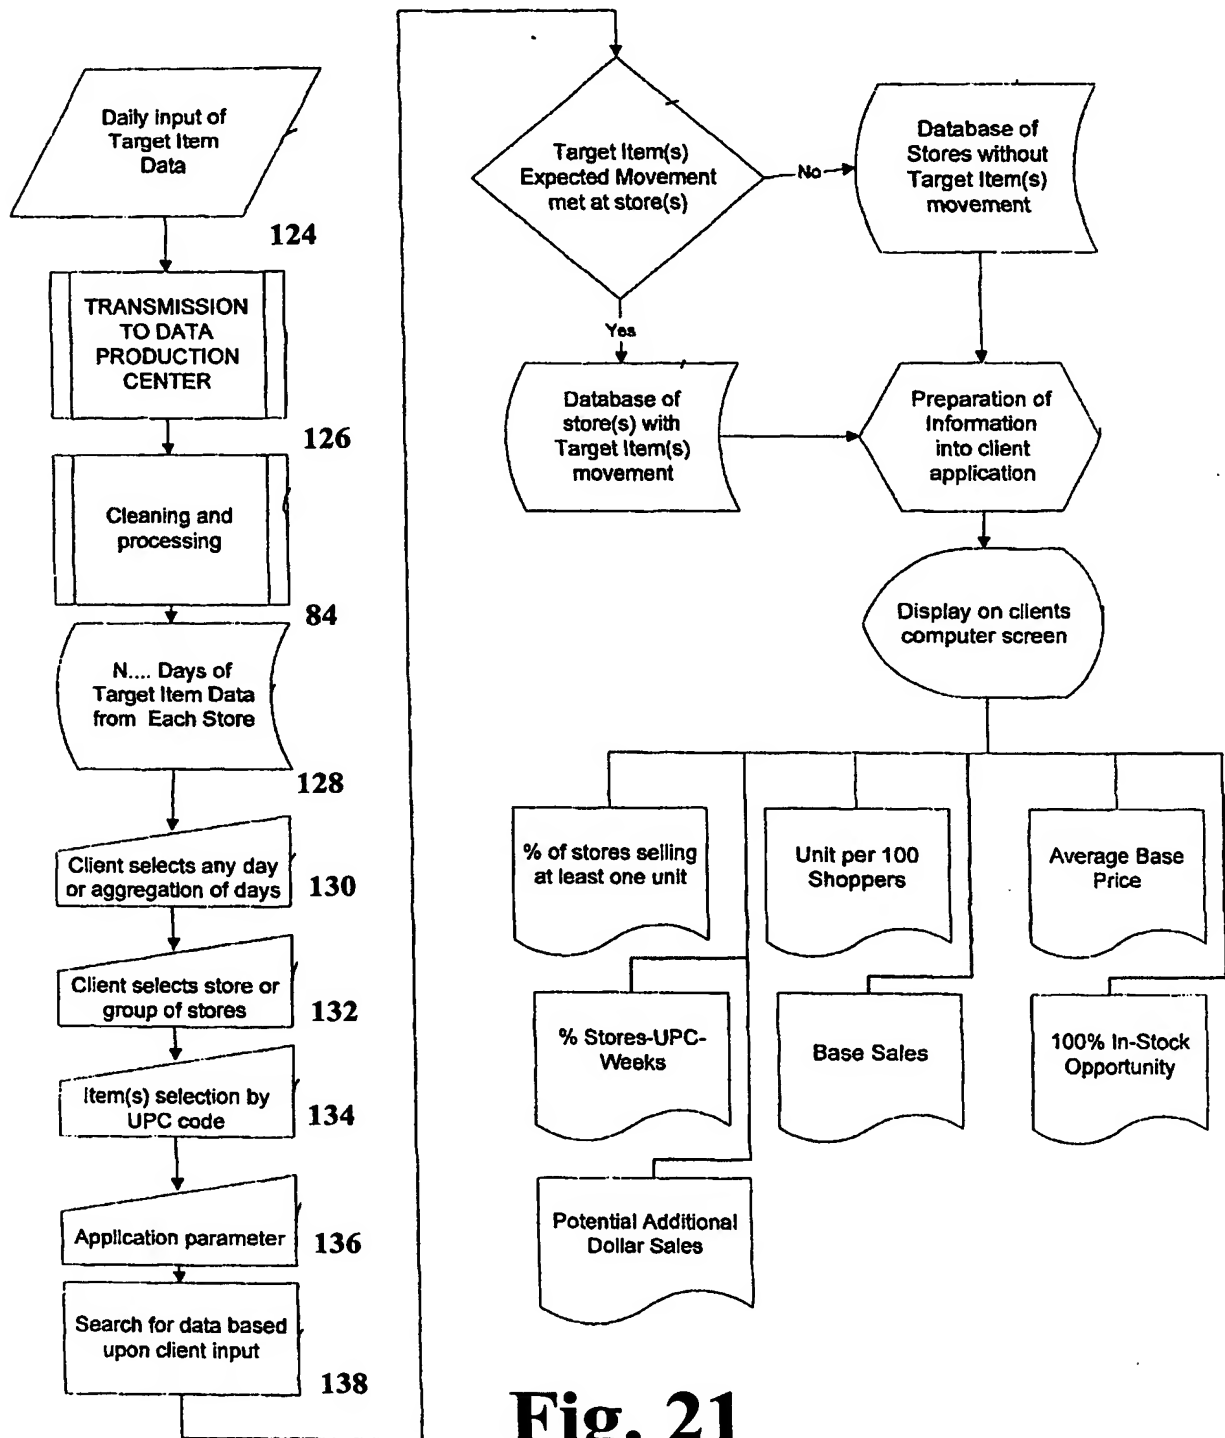 Daily input of
Target Item
Data
124
TRANSMISSION
TO DATA
PRODUCTION
CENTER
126
Cleaning and
processing
84
N.... Days of
Target Item Data
from Each Store
128
Client selects any day
or aggregation of days
130
Client selects store or
group of stores
132
Item(s) selection by
UPC code
134
Application parameter
136
Search for data based
upon client input
138
Target Item(s)
Expected Movement
met at store(s)
No
Database of
Stores without
Target Item(s)
movement
Yes
Database of
store(s) with
Target Item(s)
movement
Preparation of
Information
into client
application
Display on clients
computer screen
% of stores selling
at least one unit
Unit per 100
Shoppers
Average Base
Price
% Stores-UPC-
Weeks
Base Sales
100% In-Stock
Opportunity
Potential Additional
Dollar Sales
Fig. 21